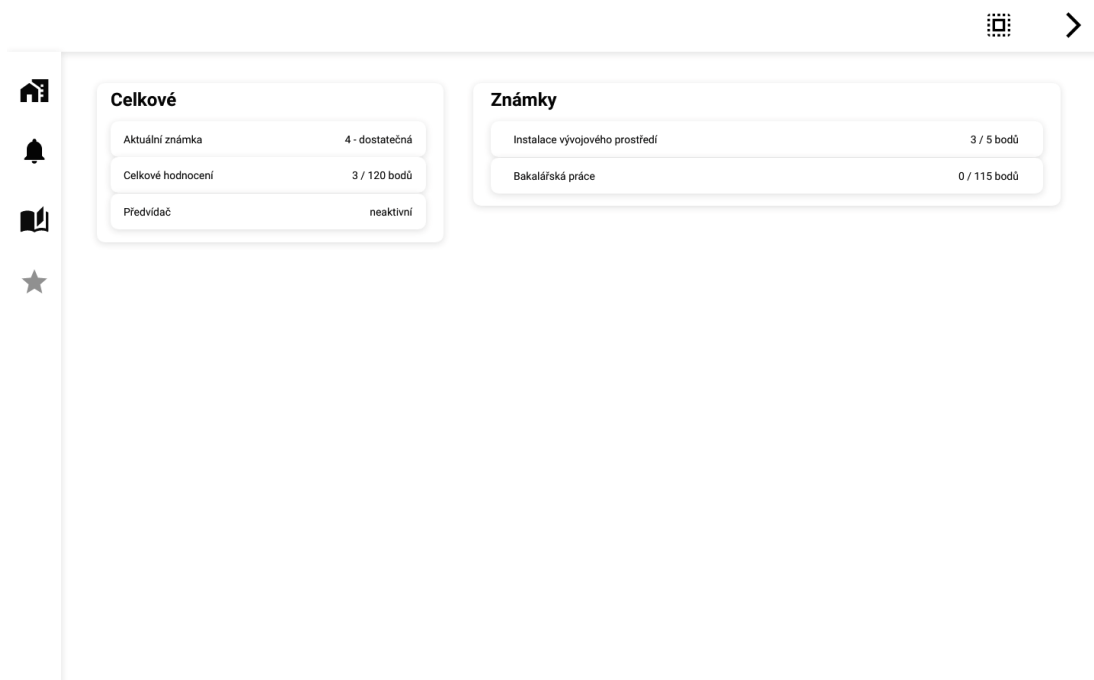 Celkové
Aktuální známka 4 - dostatečná
Celkové hodnocení 3 / 120 bodů
Předvídač neaktivní
Známky
Instalace vývojového prostředí 3 / 5 bodů
Bakalářská práce 0 / 115 bodů